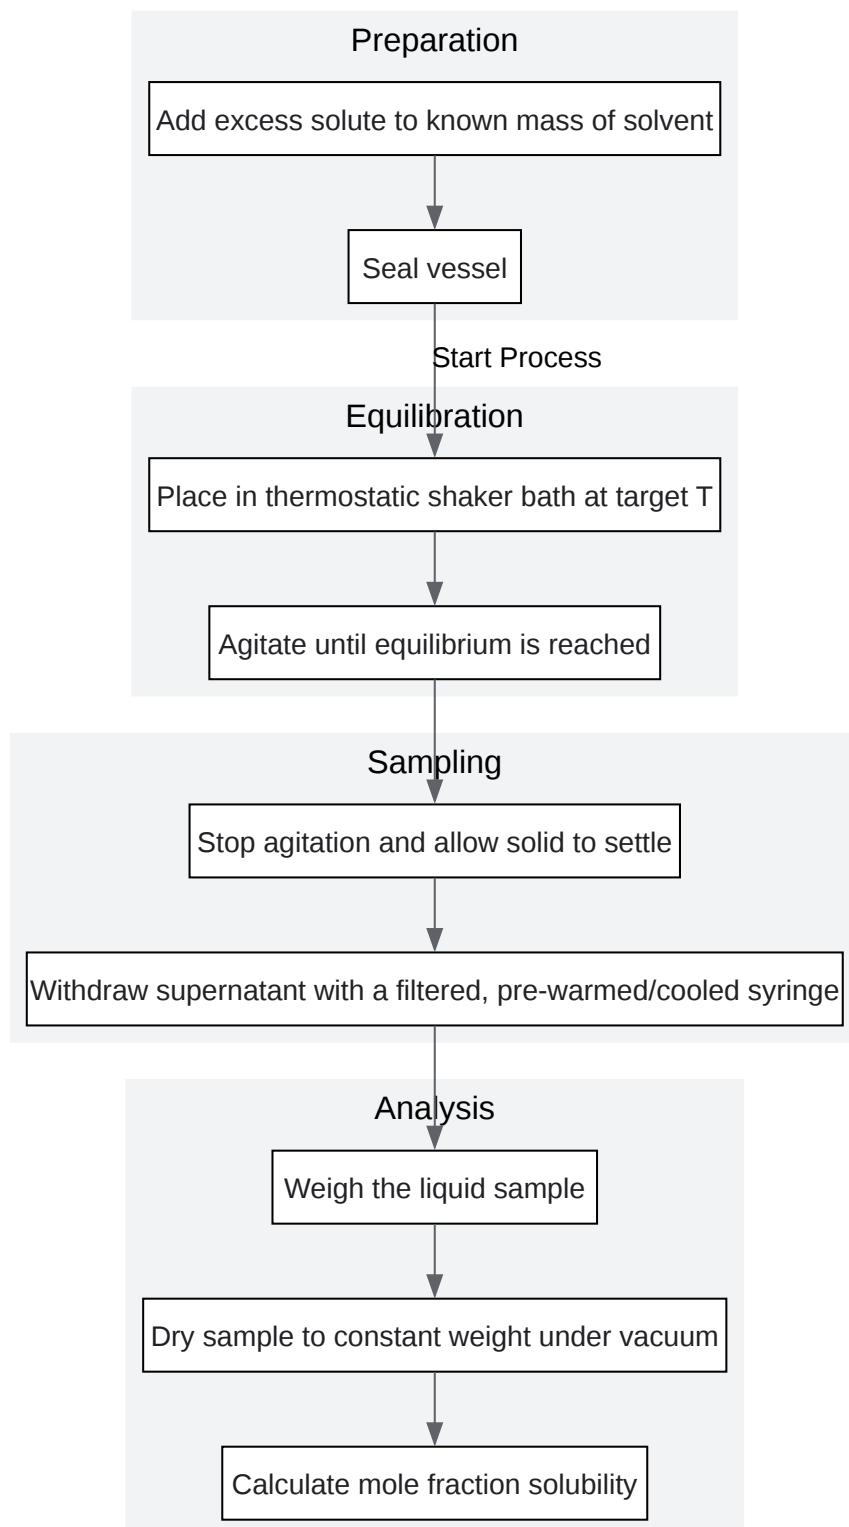 Preparation
Add excess solute to known mass of solvent
Seal vessel
Start Process
Equilibration
Place in thermostatic shaker bath at target T
Agitate until equilibrium is reached
Sampling
Stop agitation and allow solid to settle
Withdraw supernatant with a filtered, pre-warmed/cooled syringe
Analysis
Weigh the liquid sample
Dry sample to constant weight under vacuum
Calculate mole fraction solubility